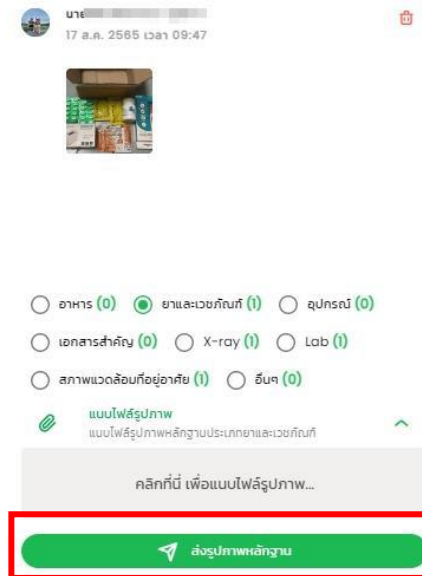 นาย
17 ส.ค. 2565 เวลา 09:47
อาหาร (0) ยาและเวชภัณฑ์ (1) อุปกรณ์ (0)
เอกสารสำคัญ (0) X-ray (1) Lab (1)
สภาพแวดล้อมที่อยู่อาศัย (1) อื่นๆ (0)
แนบไฟล์รูปภาพ
แนบไฟล์รูปภาพหลักฐานประเภทยาและเวชภัณฑ์
คลิกที่นี่ เพื่อแนบไฟล์รูปภาพ...
ส่งรูปภาพหลักฐาน